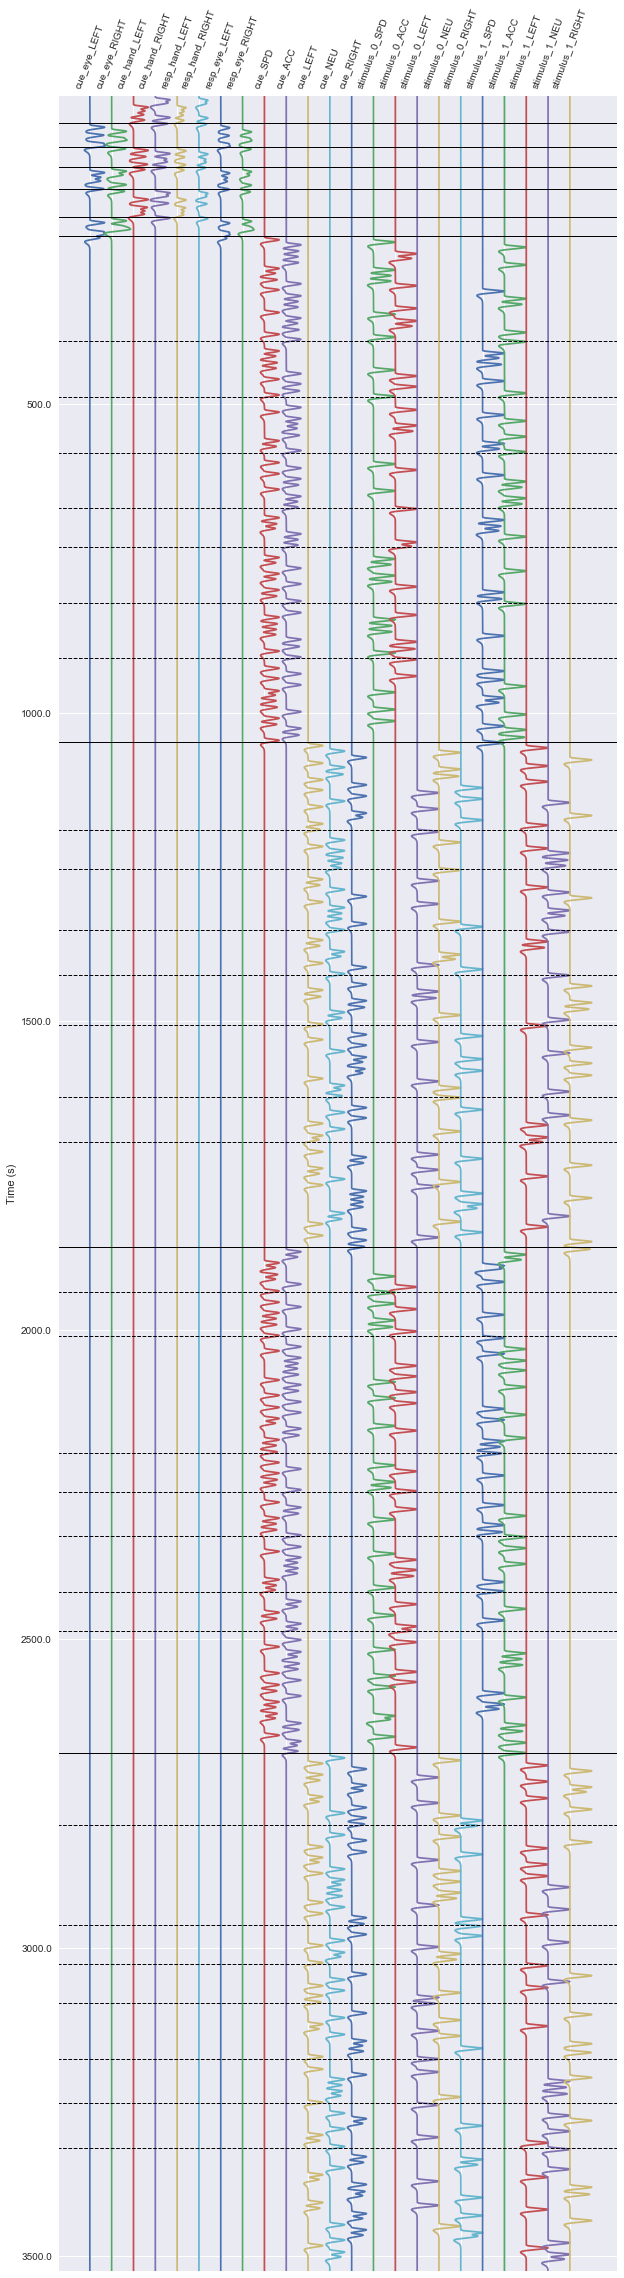 cue_eye_LEFT
cue_eye_RIGHT
cue_hand_LEFT
cue_hand_RIGHT
resp_hand_LEFT
resp_hand_RIGHT
resp_eye_LEFT
resp_eye_RIGHT
cue_SPD
cue_ACC
cue_LEFT
cue_NEU
cue_RIGHT
stimulus_0_SPD
stimulus_0_ACC
stimulus_0_LEFT
stimulus_0_NEU
stimulus_0_RIGHT
stimulus_1_SPD
stimulus_1_ACC
stimulus_1_LEFT
stimulus_1_NEU
stimulus_1_RIGHT
500.0
1000.0
1500.0
Time (s)
2000.0
2500.0
3000.0
3500.0